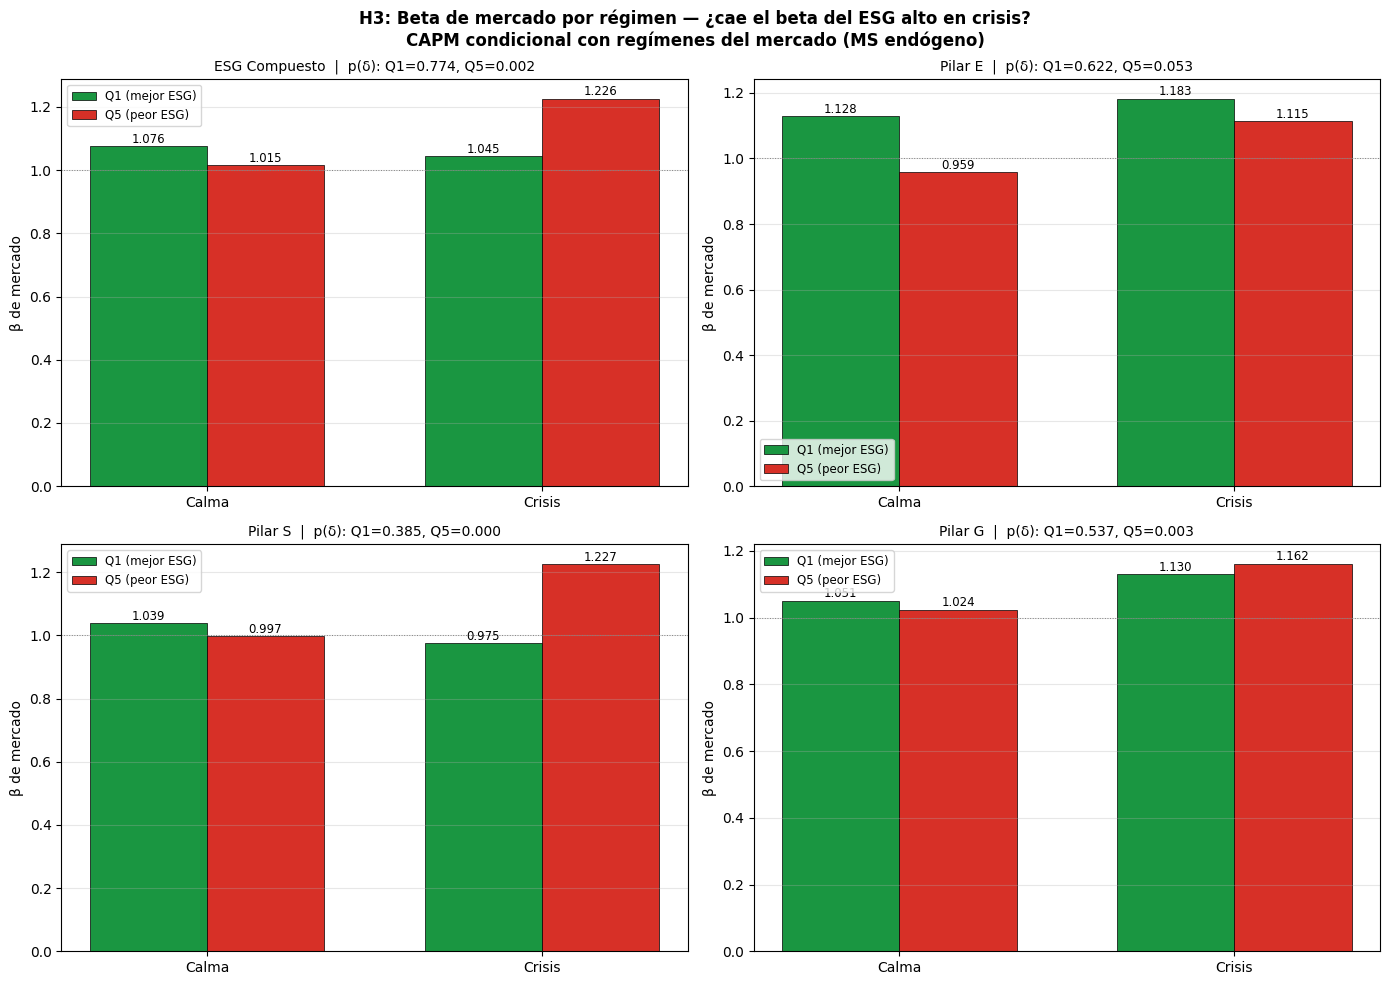 H3: Beta de mercado por régimen — ¿cae el beta del ESG alto en crisis?
CAPM condicional con regímenes del mercado (MS endógeno)
ESG Compuesto | p(δ): Q1=0.774, Q5=0.002
β de mercado
1.2
1.0
0.8
0.6
0.4
0.2
0.0
Q1 (mejor ESG)
Q5 (peor ESG)
1.076
1.015
1.045
1.226
Calma
Crisis
Pilar E | p(δ): Q1=0.622, Q5=0.053
β de mercado
1.2
1.0
0.8
0.6
0.4
0.2
0.0
1.128
0.959
1.183
1.115
Q1 (mejor ESG)
Q5 (peor ESG)
Calma
Crisis
Pilar S | p(δ): Q1=0.385, Q5=0.000
β de mercado
1.2
1.0
0.8
0.6
0.4
0.2
0.0
Q1 (mejor ESG)
Q5 (peor ESG)
1.039
0.997
0.975
1.227
Calma
Crisis
Pilar G | p(δ): Q1=0.537, Q5=0.003
β de mercado
1.2
1.0
0.8
0.6
0.4
0.2
0.0
Q1 (mejor ESG)
Q5 (peor ESG)
1.051
1.024
1.130
1.162
Calma
Crisis